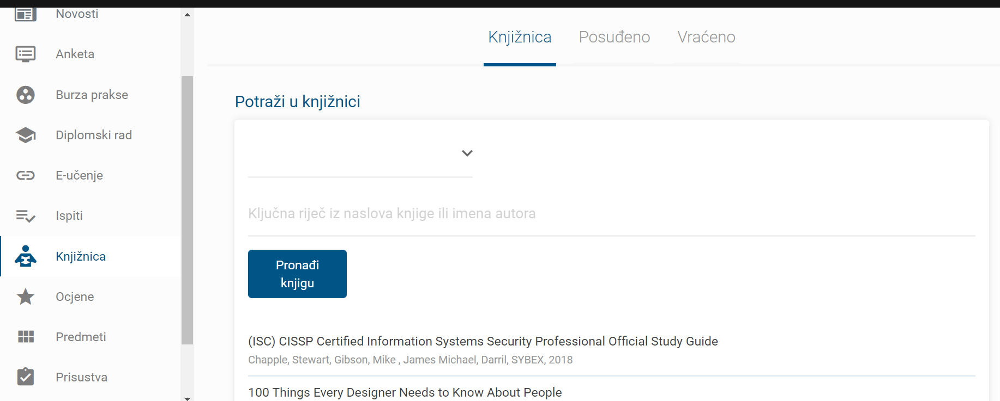 Novosti
Anketa
Burza prakse
Diplomski rad
E-učenje
Ispiti
Knjižnica
Ocjene
Predmeti
Prisustva
Knjižnica Posuđeno Vraćeno
Potraži u knjižnici
Ključna riječ iz naslova knjige ili imena autora
Pronađi
knjigu
(ISC) CISSP Certified Information Systems Security Professional Official Study Guide
Chapple, Stewart, Gibson, Mike , James Michael, Darril, SYBEX, 2018
100 Things Every Designer Needs to Know About People